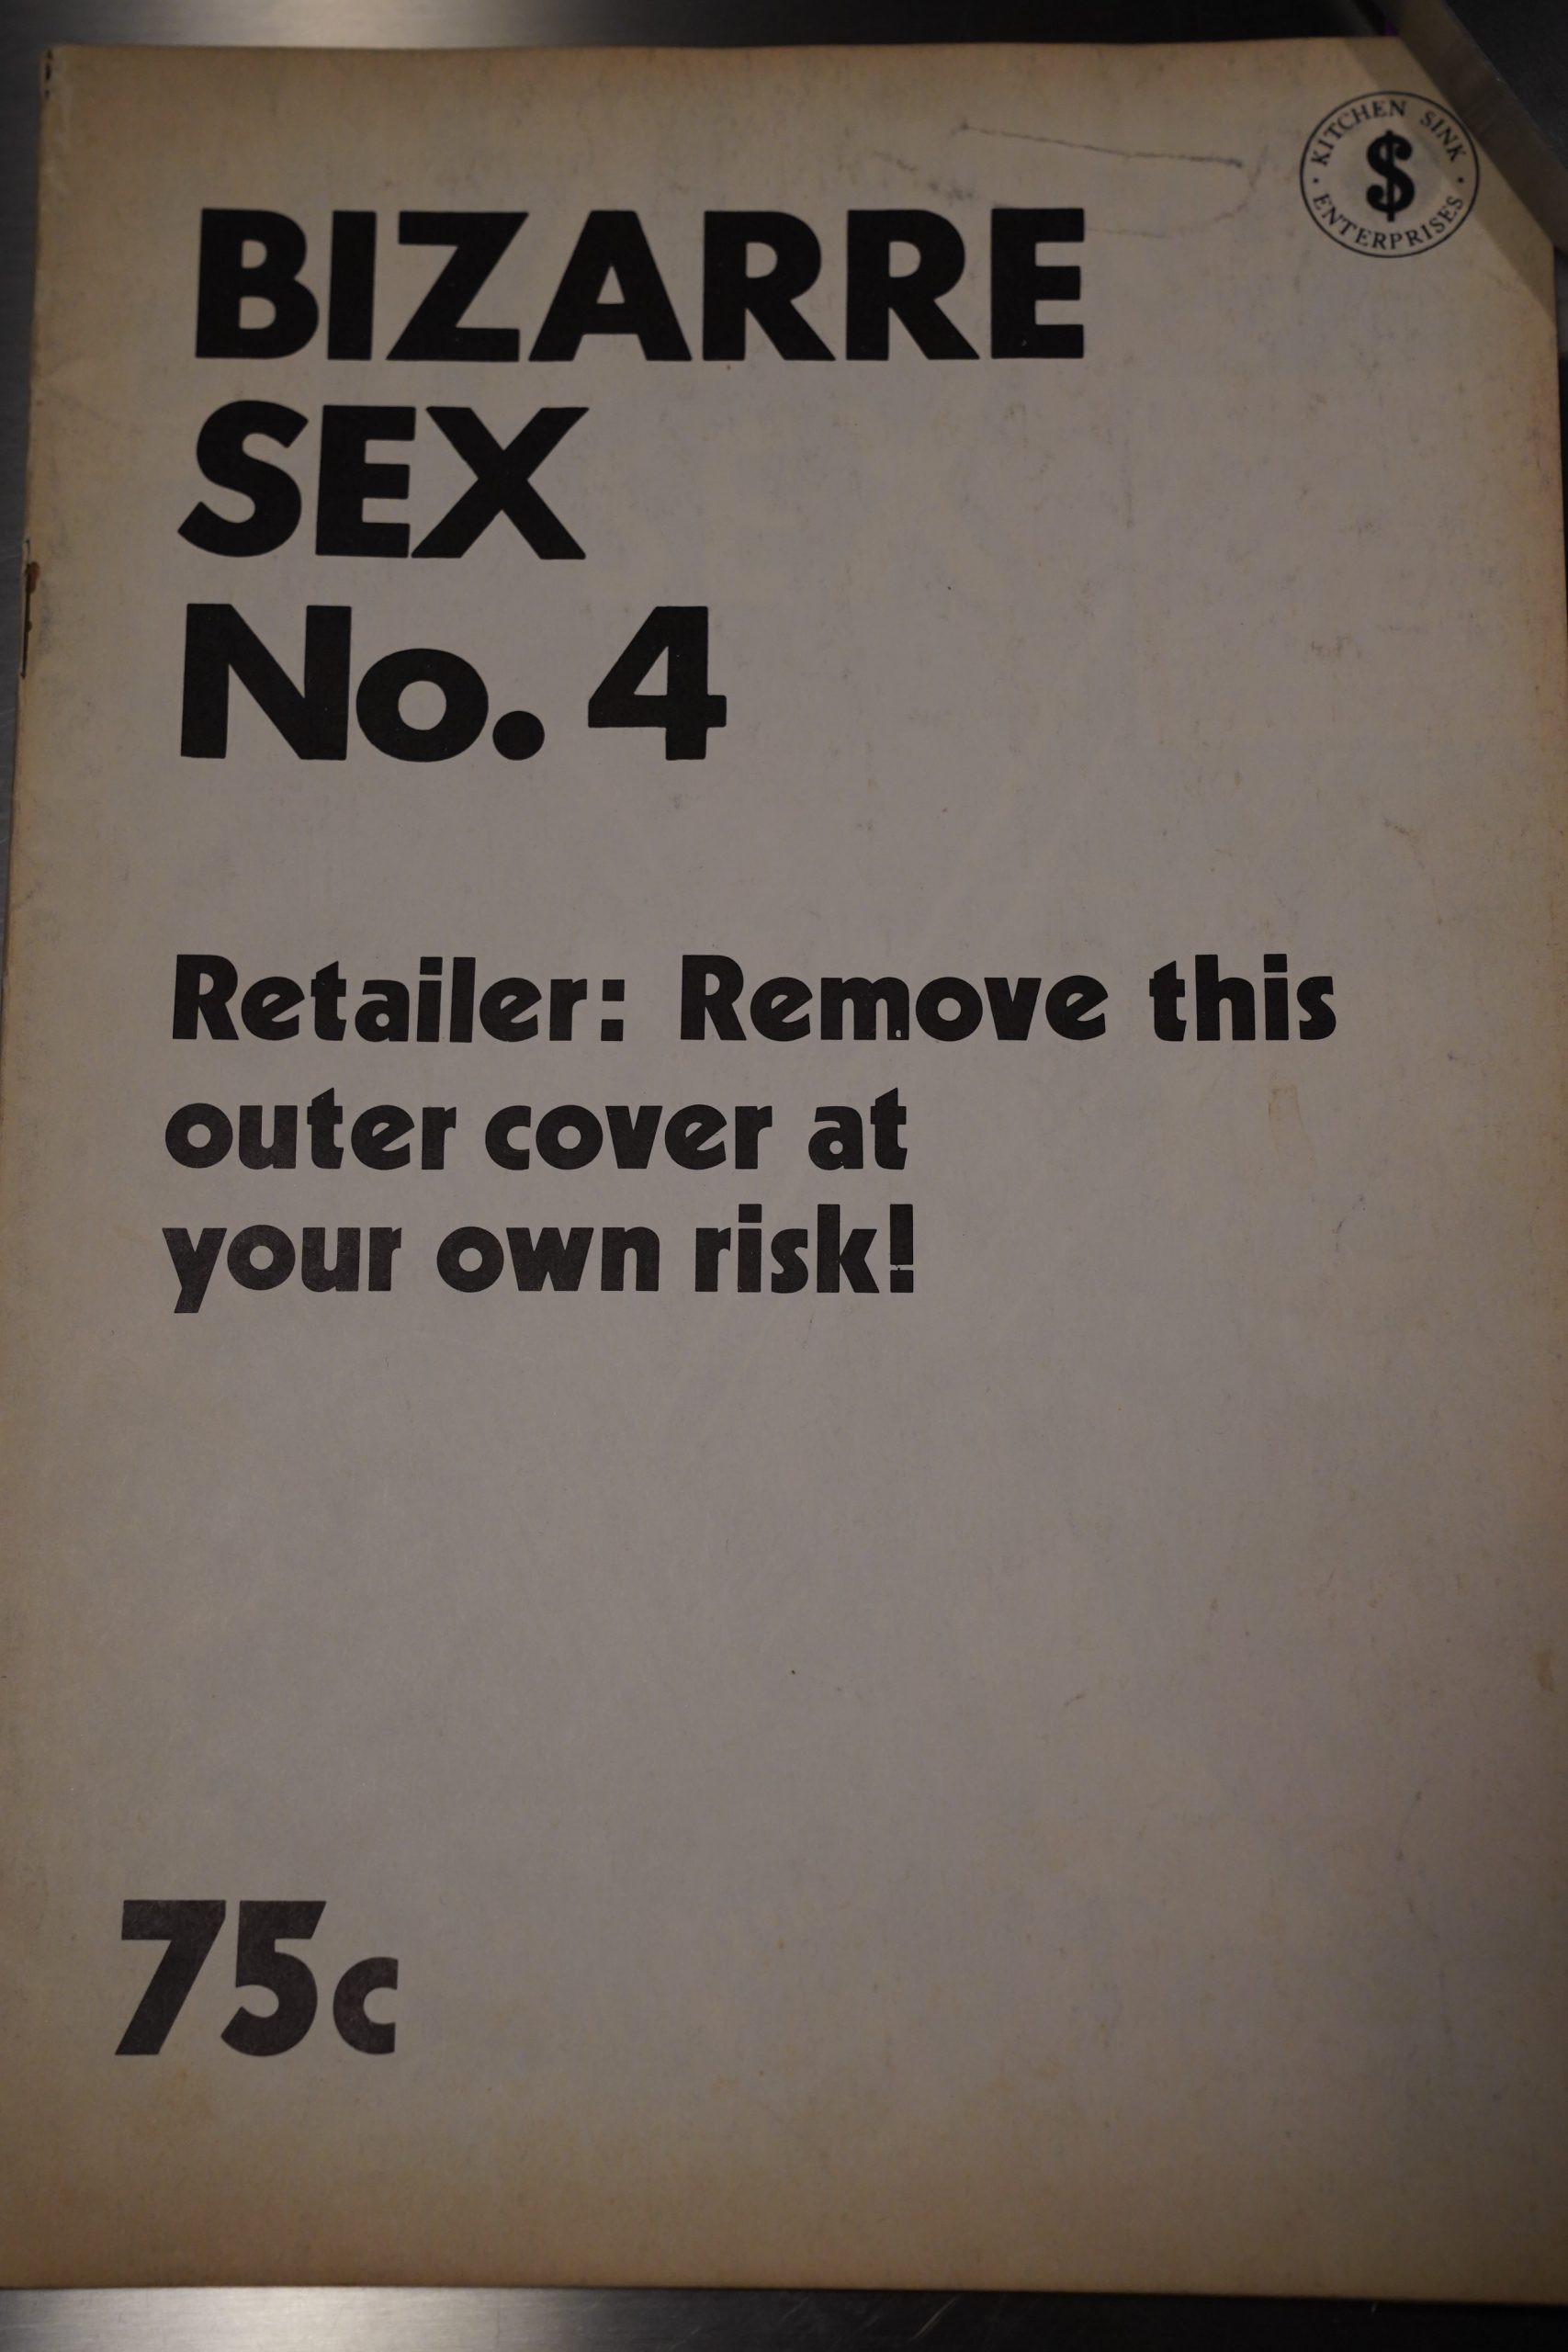 KITCHEN SINK
$
ENTERPRISES
BIZARRE
SEX
No. 4
Retailer: Remove this
outer cover at
your own risk!
75c